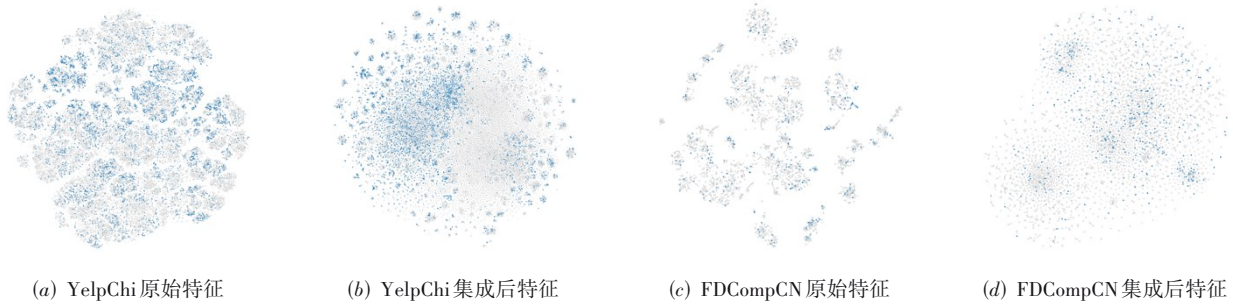 (a) YelpChi原始特征
(b) YelpChi集成后特征
(c) FDCompCN原始特征
(d) FDCompCN集成后特征